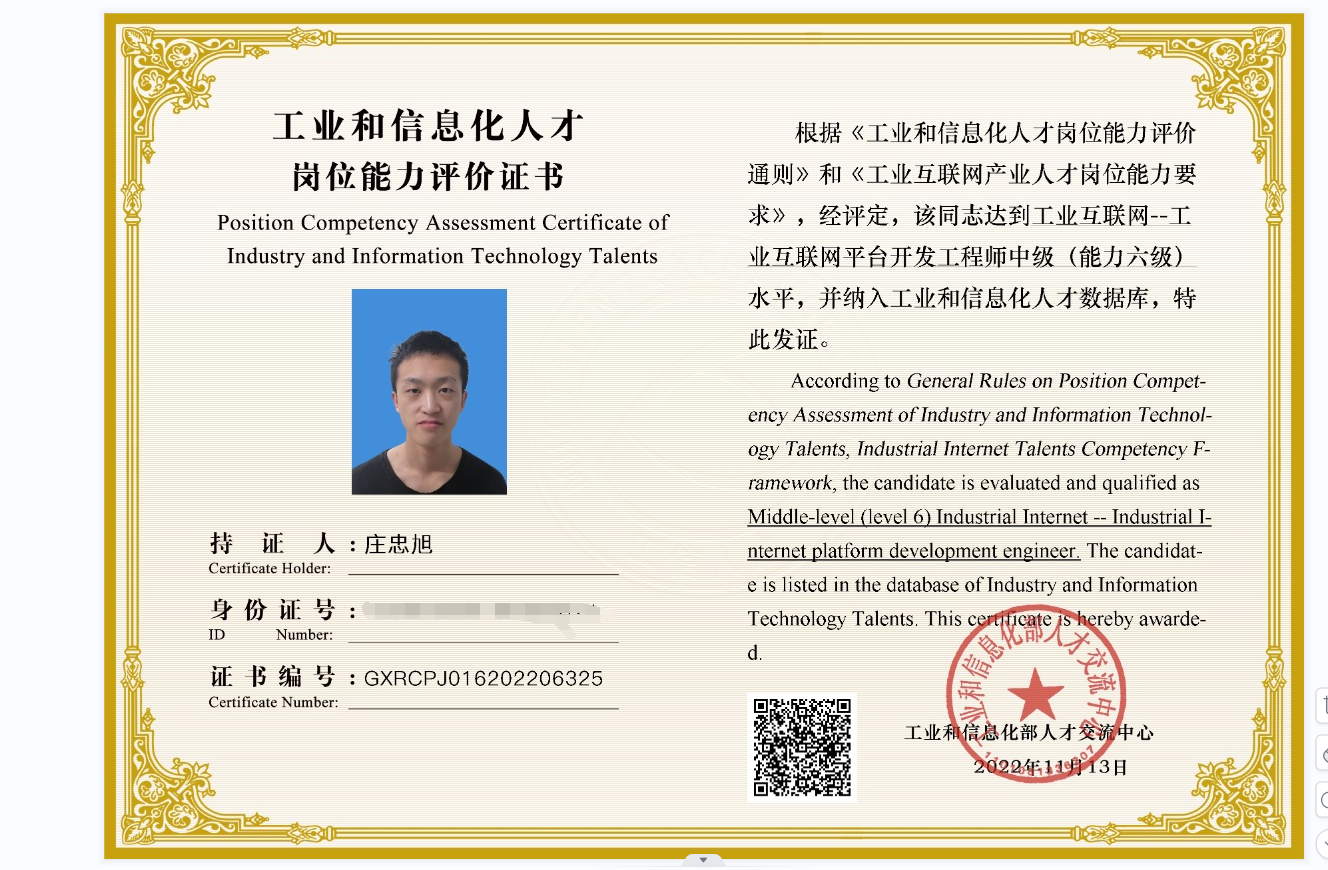 工业和信息化人才
岗位能力评价证书
Position Competency Assessment Certificate of
Industry and Information Technology Talents
持 证 人：庄忠旭
Certificate Holder:
身 份 证 号：
ID Number:
证 书 编 号：GXRCPJ016202206325
Certificate Number:
根据《工业和信息化人才岗位能力评价
通则》和《工业互联网产业人才岗位能力要
求》，经评定，该同志达到工业互联网--工
业互联网平台开发工程师中级（能力六级）
水平，并纳入工业和信息化人才数据库，特
此发证。
According to General Rules on Position Compet-
ency Assessment of Industry and Information Technol-
ogy Talents, Industrial Internet Talents Competency F-
ramework, the candidate is evaluated and qualified as
Middle-level (level 6) Industrial Internet -- Industrial I-
nternet platform development engineer. The candidat-
e is listed in the database of Industry and Information
Technology Talents. This certificate is hereby awarde-
d.
工业和信息化部人才交流中心
工业和信息化部人才交流中心
2022年11月13日